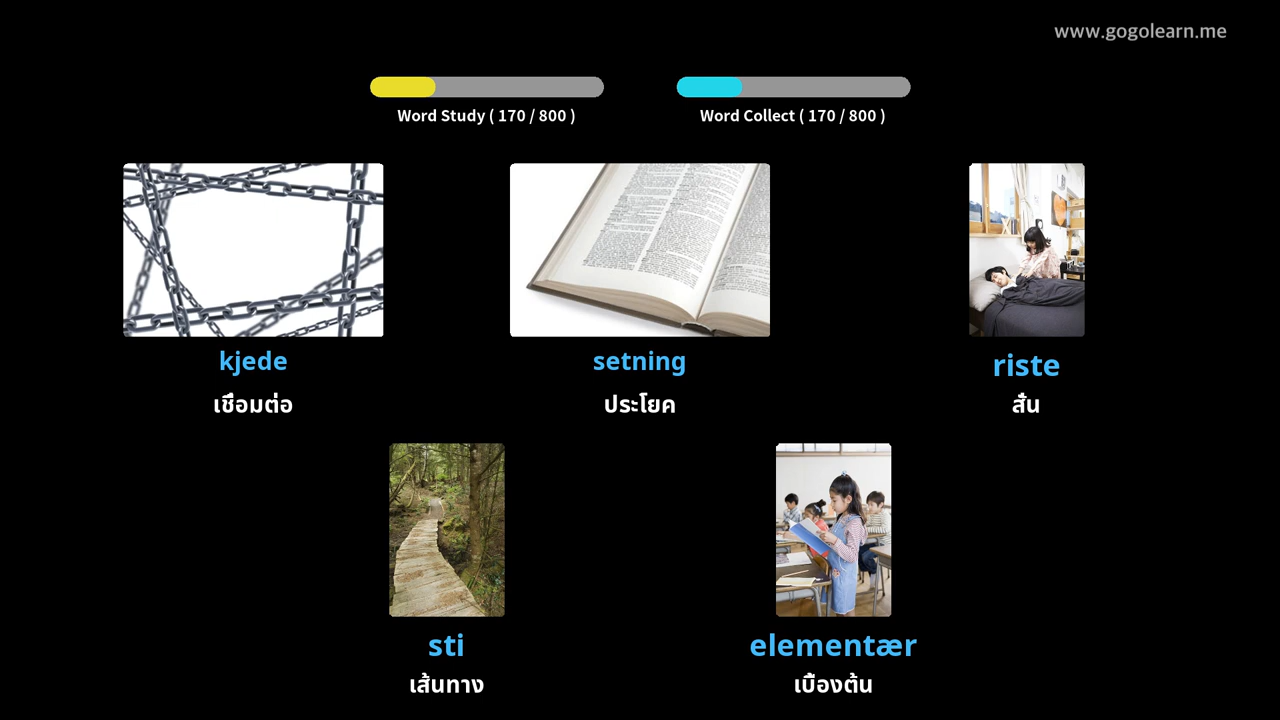 www.gogolearn.me
Word Study ( 170 / 800 )
Word Collect ( 170 / 800 )
kjede
setning
riste
เชื่อมต่อ
ประโยค
สั่น
sti
elementær
เส้นทาง
เบื้องต้น